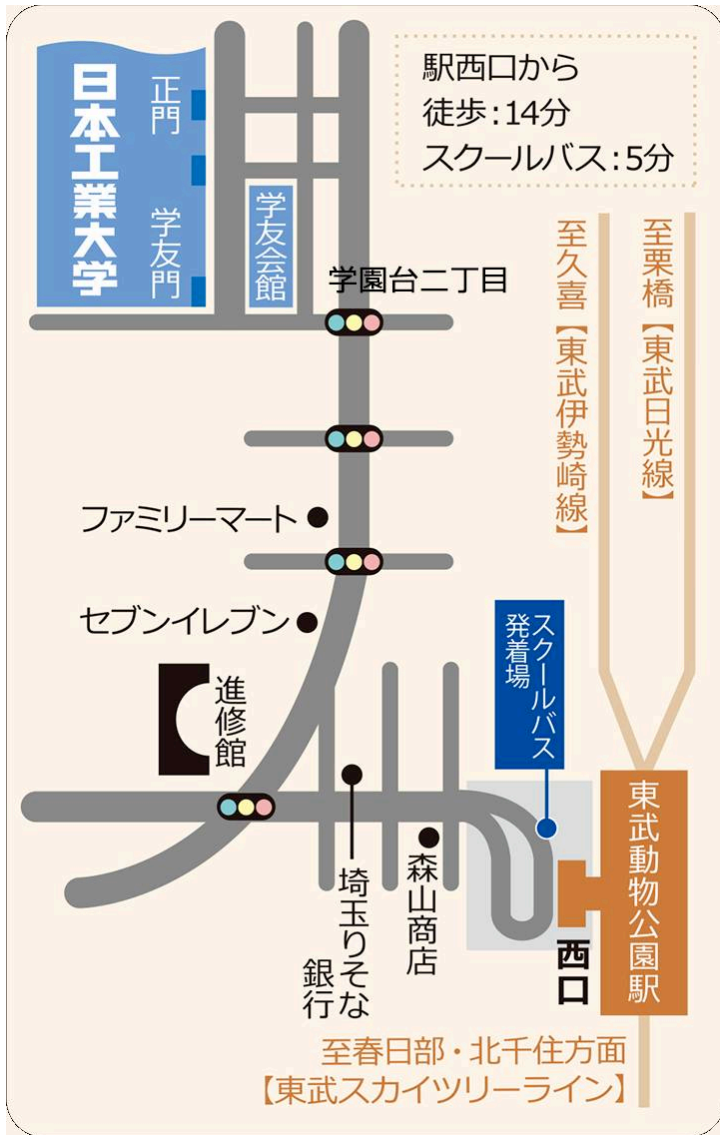 駅西口から
徒歩：14分
スクールバス：5分
日本工業大学
正門
学友門
学友会館
学園台二丁目
至久喜【東武伊勢崎線】
至栗橋【東武日光線】
ファミリーマート
セブンイレブン
進修館
スクールバス
発着場
東武動物公園駅
西口
森山商店
埼玉りそな
銀行
至春日部・北千住方面
【東武スカイツリーライン】